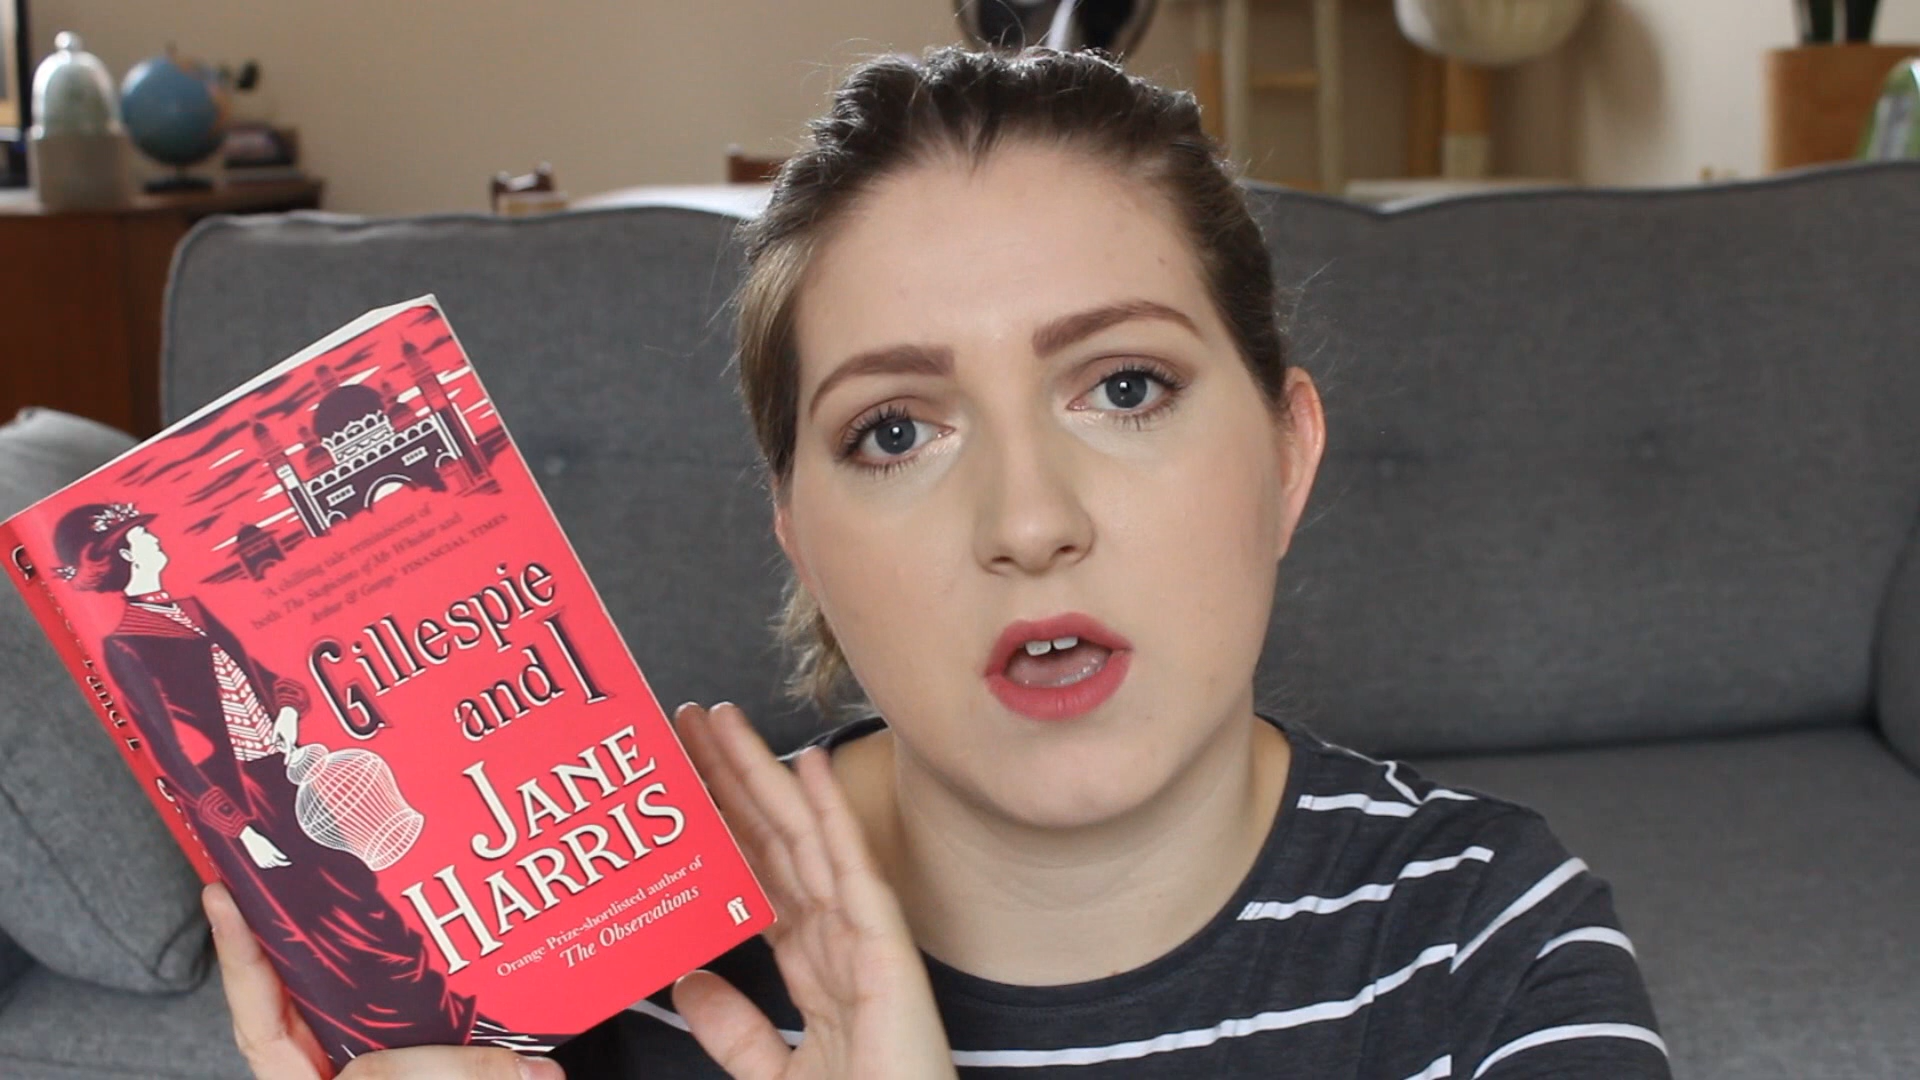 'A chilling tale reminiscent of
both The Suspicions of Mr Whicher and
Arthur & George' FINANCIAL TIMES
Gillespie
and I
JANE
HARRIS
Orange Prize-shortlisted author of
The Observations
ff